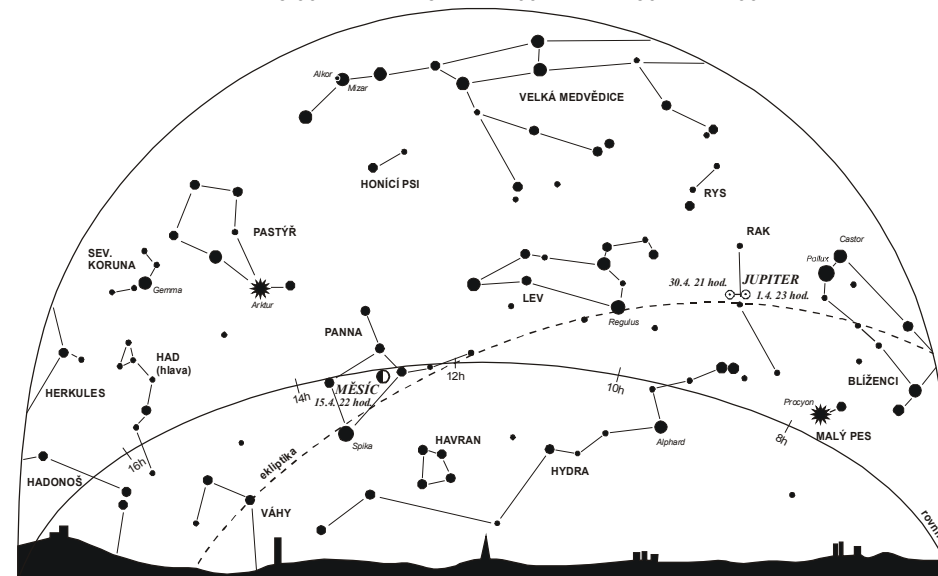 Alkor
Mizar
VELKÁ MEDVĚDICE
HONÍCÍ PSI
RYS
PASTÝŘ
SEV.
KORUNA
Gemma
Arktur
RAK
Castor
Pollux
30.4. 21 hod.
JUPITER
1.4. 23 hod.
LEV
Regulus
PANNA
HAD
(hlava)
HERKULES
MĚSÍC
15.4. 22 hod.
14h
12h
10h
8h
16h
BLÍŽENCI
Procyon
MALÝ PES
Spika
HAVRAN
Alphard
HYDRA
ekliptika
HADONOŠ
VÁHY